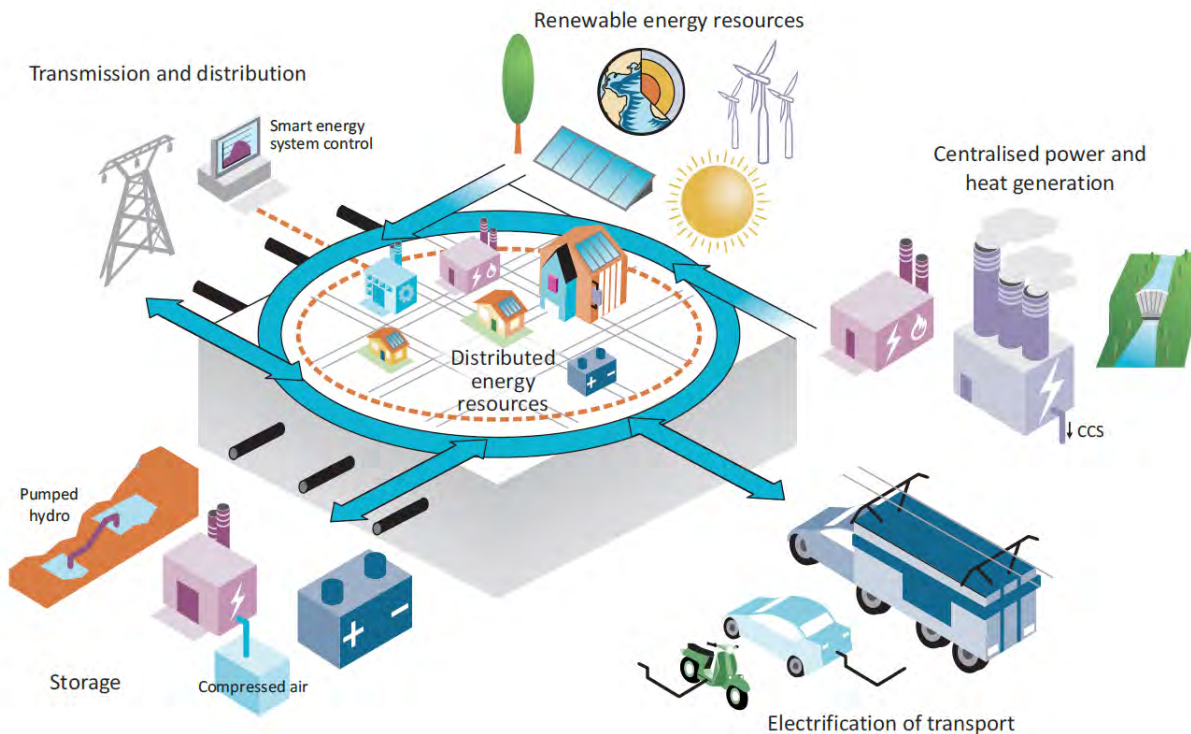 Renewable energy resources
Transmission and distribution
Smart energy
system control
Centralised power and
heat generation
Distributed
energy
resources
CCS
Pumped
hydro
+ -
+ -
Storage
Compressed air
Electrification of transport